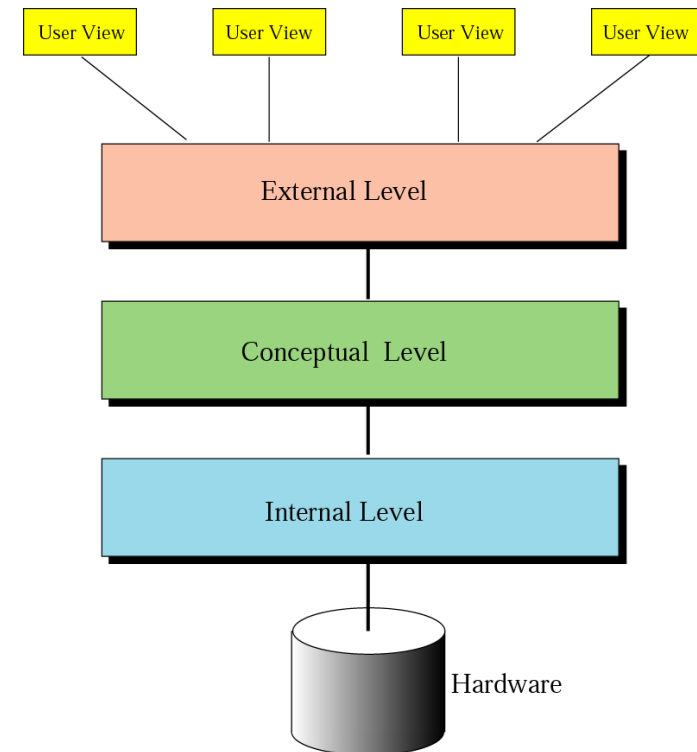 User View
User View
User View
User View
External Level
Conceptual Level
Internal Level
Hardware